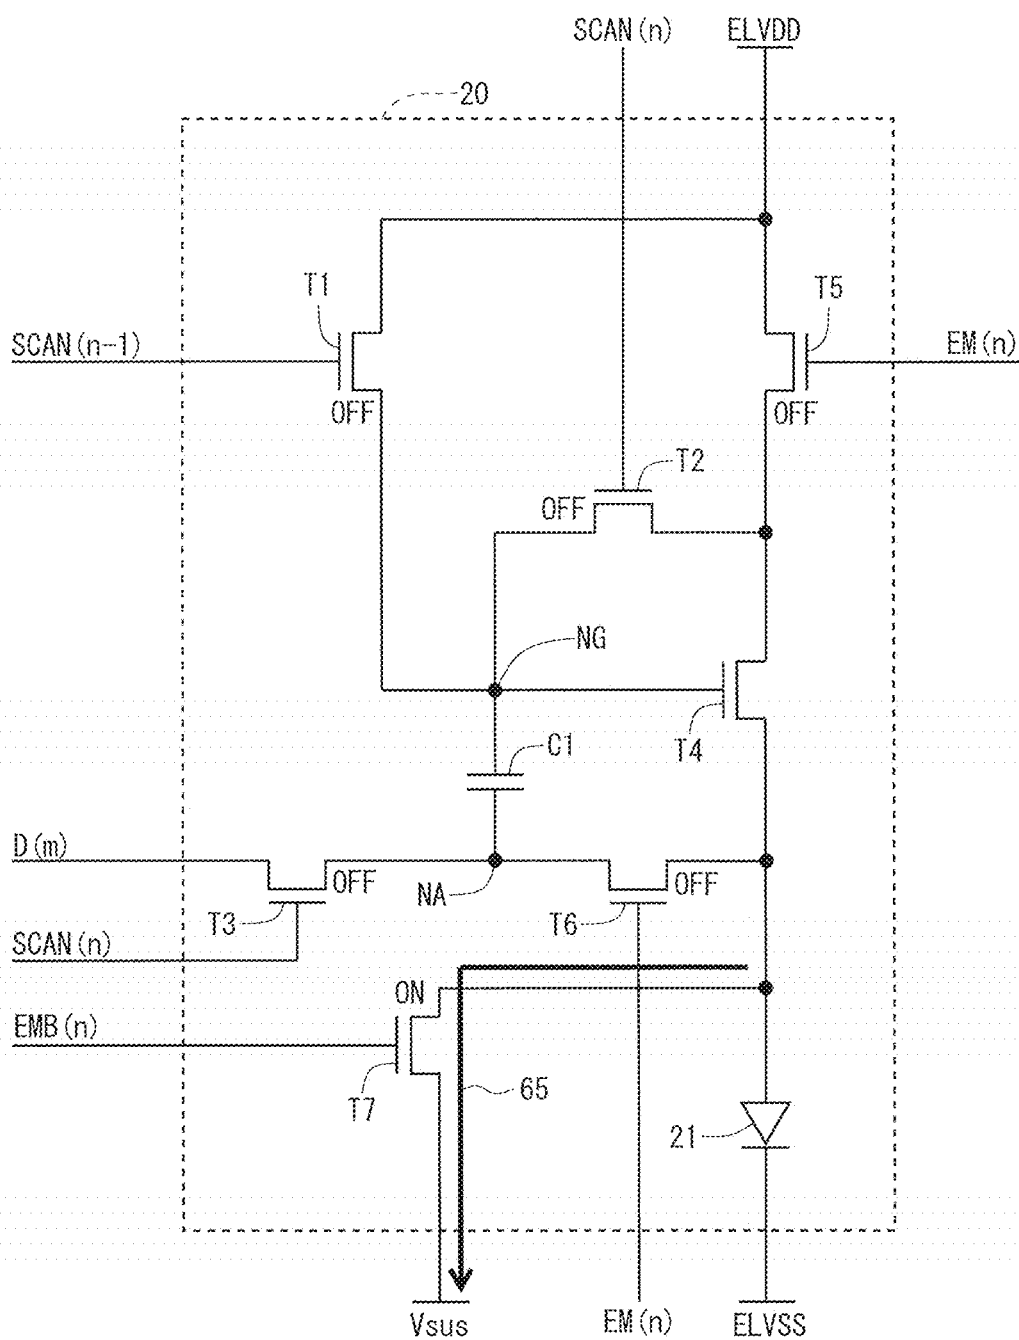 SCAN(n) ELVDD
20
T1 T5
SCAN(n-1) EM(n)
OFF OFF
T2
OFF
NG
T4
C1
D(m)
OFF OFF
NA
T3 T6
SCAN(n)
ON
EMB(n)
T7 65
21
Vsus EM(n) ELVSS